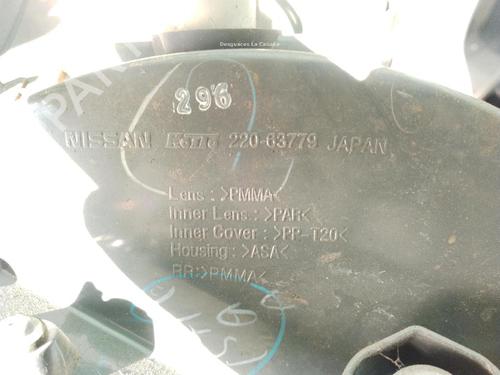 Desguaces La Cabaña
296
NISSAN Koito 220-63779 JAPAN
Lens : >PMMA<
Inner Lens : >PAR<
Inner Cover : >PP-T20<
Housing : >ASA<
RR:>PMMA<